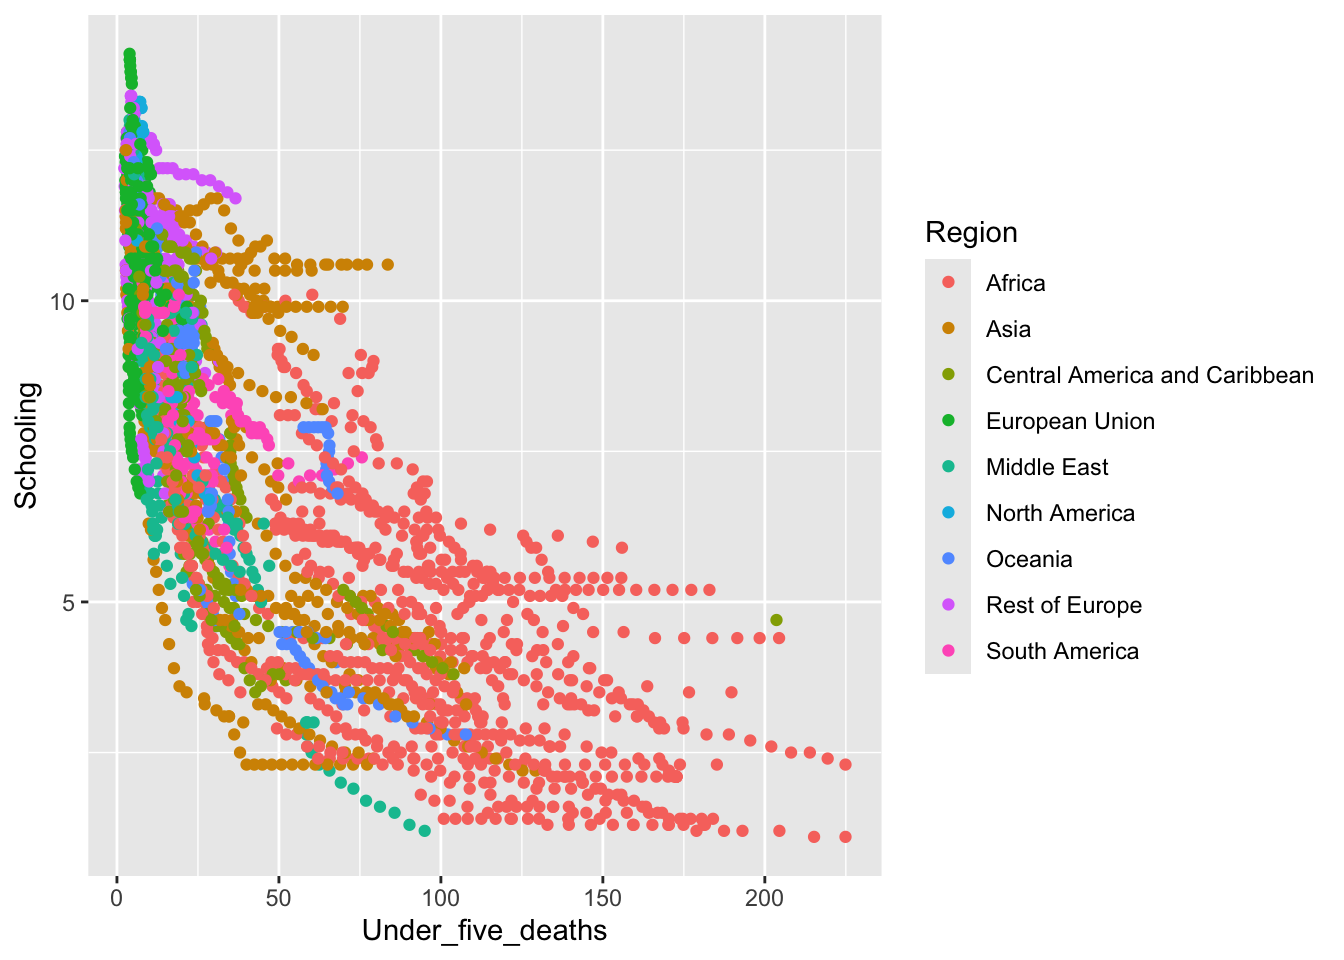 10
5
Schooling
0
50
100
150
200
Under_five_deaths
Region
Africa
Asia
Central America and Caribbean
European Union
Middle East
North America
Oceania
Rest of Europe
South America